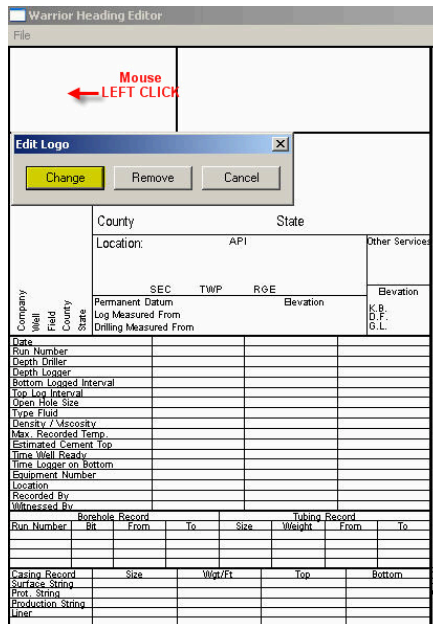 Warrior Heading Editor
File
Mouse
LEFT CLICK
Edit Logo
Change Remove Cancel
County State
Location: API Other Services
SEC TWP RGE Elevation
Permanent Datum Elevation
Log Measured From
Drilling Measured From
K.B.
D.F.
G.L.
Company
Well
Field
County
State
Date
Run Number
Depth Driller
Depth Logger
Bottom Logged Interval
Top Log Interval
Open Hole Size
Type Fluid
Density / Viscosity
Max. Recorded Temp.
Estimated Cement Top
Time Well Ready
Time Logger on Bottom
Equipment Number
Location
Recorded By
Witnessed By
Borehole Record Tubing Record
Run Number Bit From To Size Weight From To
Casing Record Size Wgt/Ft Top Bottom
Surface String
Prot. String
Production String
Liner